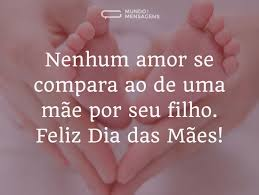 MUNDO DAS
MENSAGENS
Nenhum amor se
compara ao de uma
mãe por seu filho.
Feliz Dia das Mães!